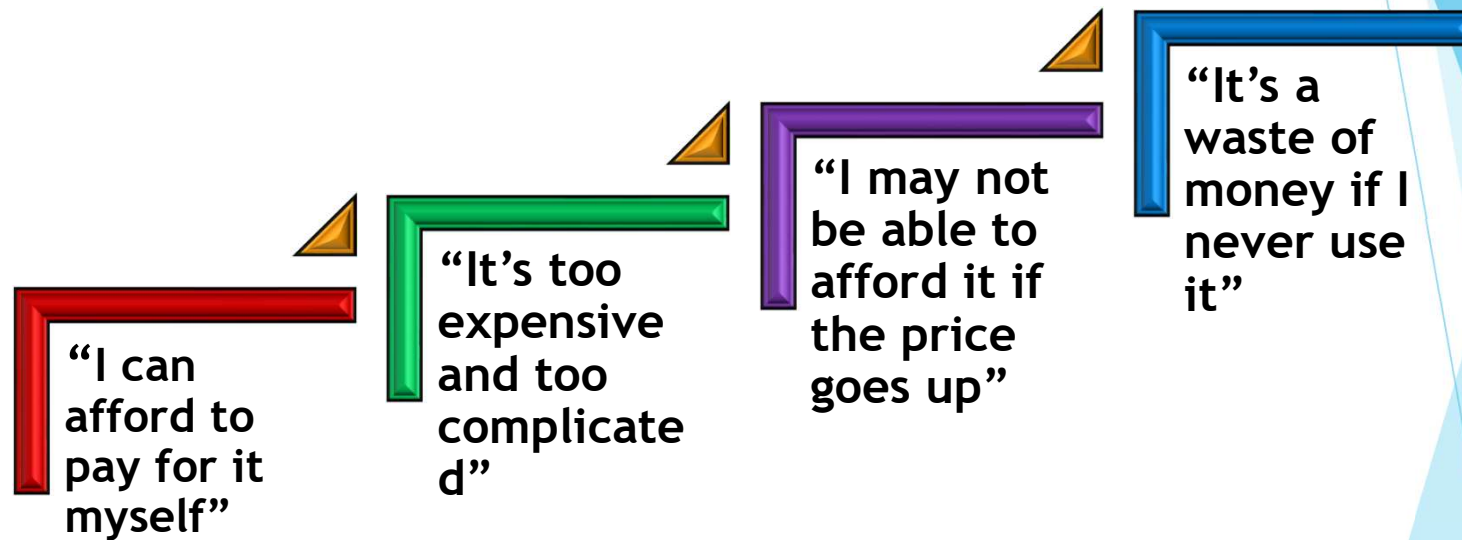 “I can
afford to
pay for it
myself”
“It’s too
expensive
and too
complicate
d”
“I may not
be able to
afford it if
the price
goes up”
“It’s a
waste of
money if I
never use
it”